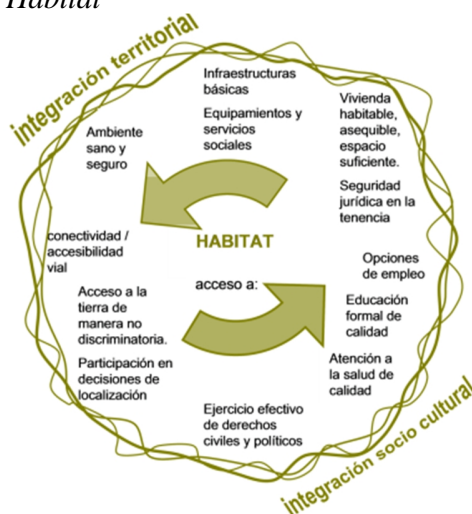 Hábitat
integración territorial
Infraestructuras
básicas
Equipamientos y
servicios
sociales
Vivienda
habitable,
asequible,
espacio
suficiente.
Seguridad
jurídica en la
tenencia
Ambiente
sano y
seguro
conectividad /
accesibilidad
vial
HABITAT
acceso a:
Opciones
de empleo
Educación
formal de
calidad
Atención a
la salud de
calidad
Acceso a la
tierra de
manera no
discriminatoria.
Participación en
decisiones de
localización
Ejercicio efectivo
de derechos
civiles y políticos
integración socio cultural